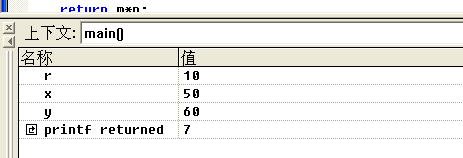 return m*n;
上下文: main()
名称 值
r 10
x 50
y 60
printf returned 7